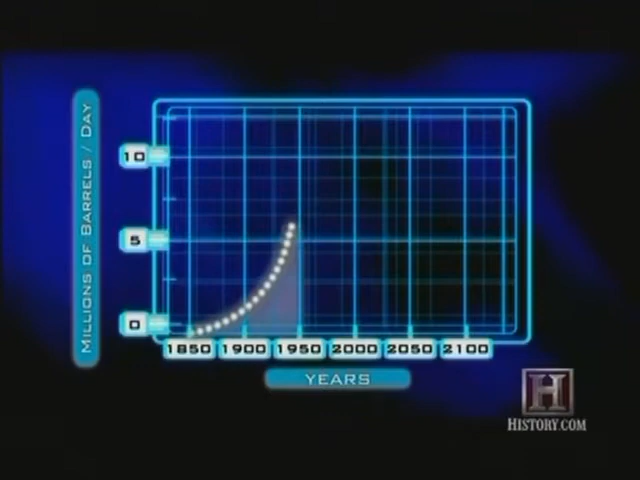 MILLIONS OF BARRELS / DAY
10
5
0
1850 1900 1950 2000 2050 2100
YEARS
H
HISTORY.COM